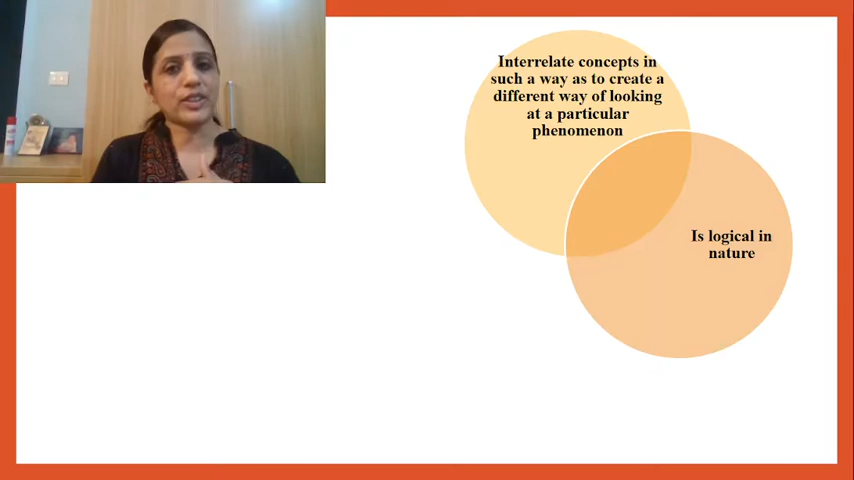 Interrelate concepts in
such a way as to create a
different way of looking
at a particular
phenomenon
Is logical in
nature